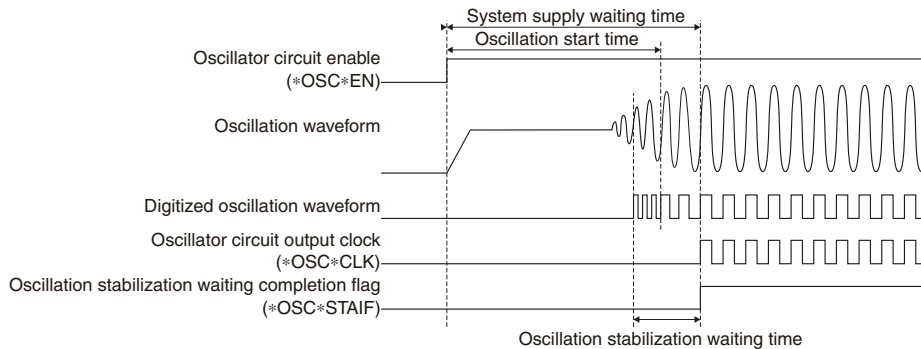 System supply waiting time
Oscillation start time
Oscillator circuit enable
(*OSC*EN)
Oscillation waveform
Digitized oscillation waveform
Oscillator circuit output clock
(*OSC*CLK)
Oscillation stabilization waiting completion flag
(*OSC*STAIF)
Oscillation stabilization waiting time